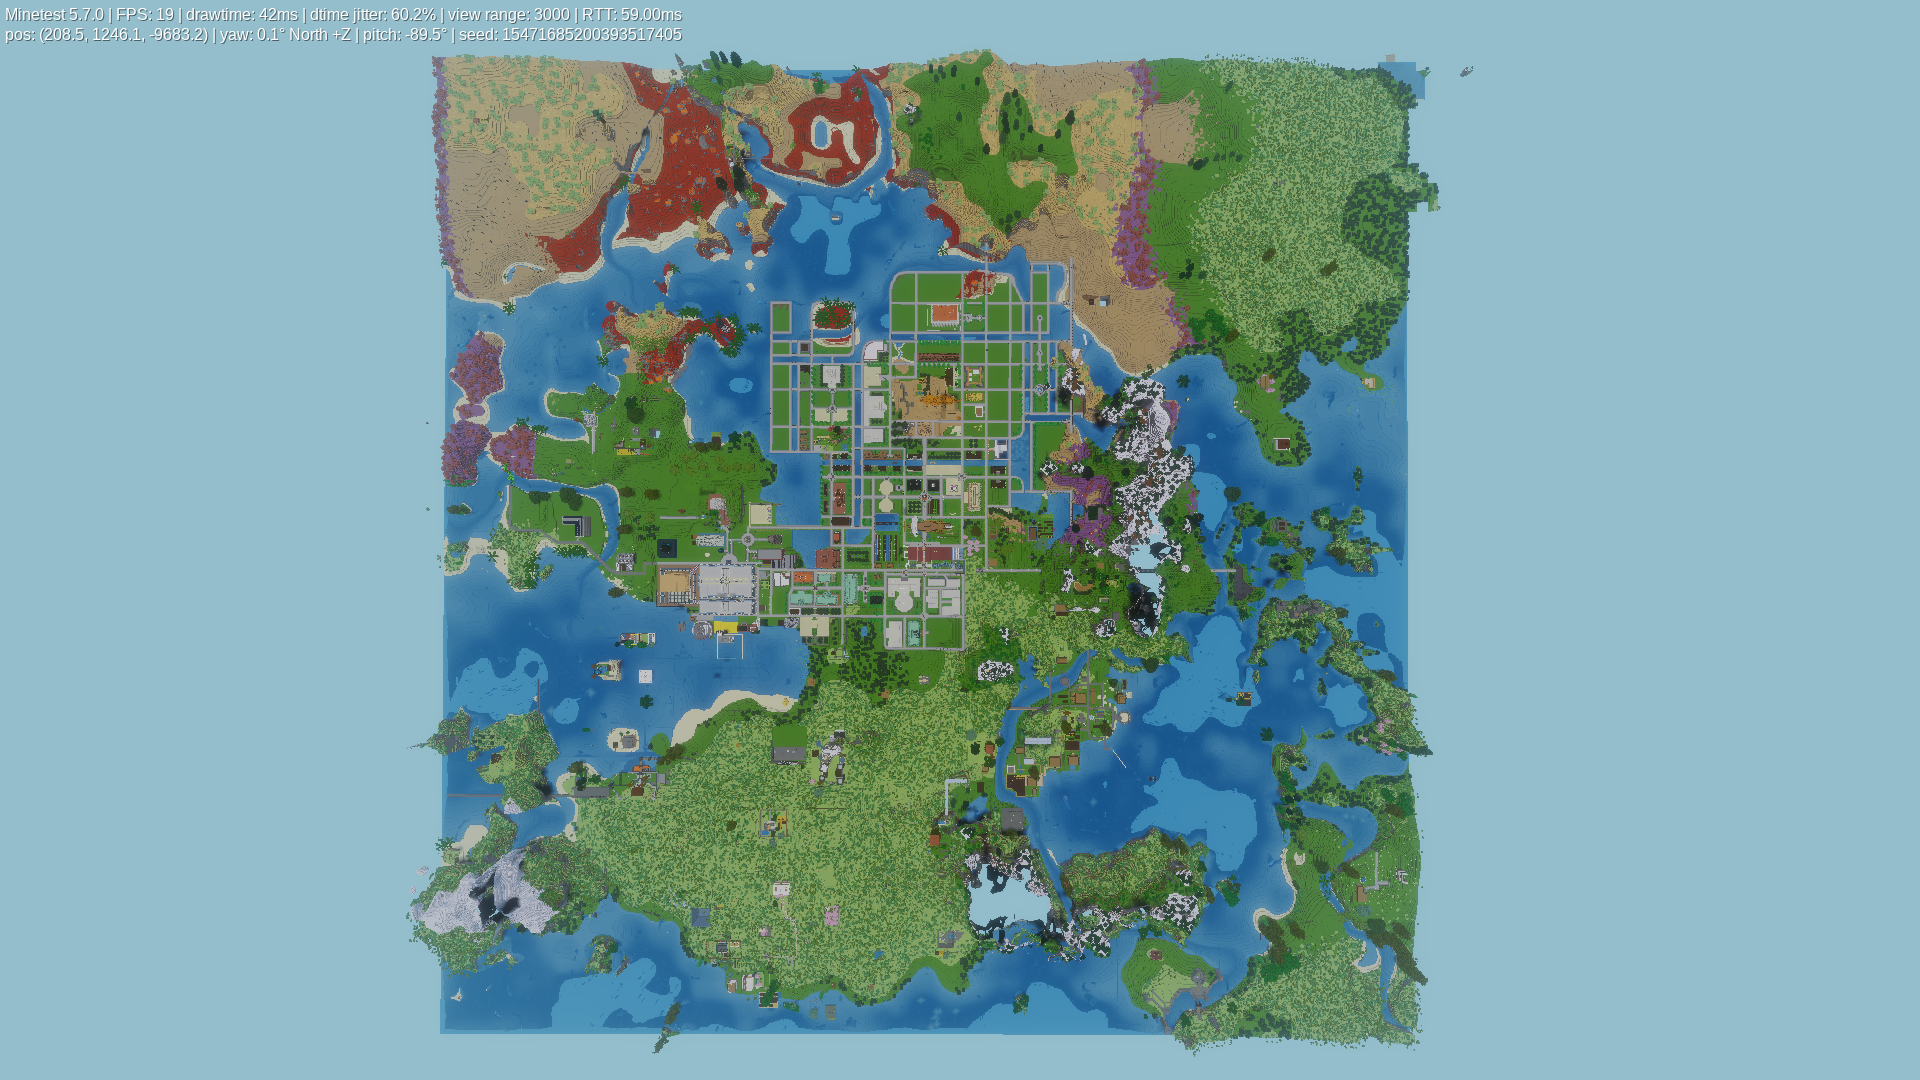 Minetest 5.7.0 | FPS: 19 | drawtime: 42ms | dtime jitter: 60.2% | view range: 3000 | RTT: 59.00ms
pos: (208.5, 1246.1, -9683.2) | yaw: 0.1° North +Z | pitch: -89.5° | seed: 15471685200393517405